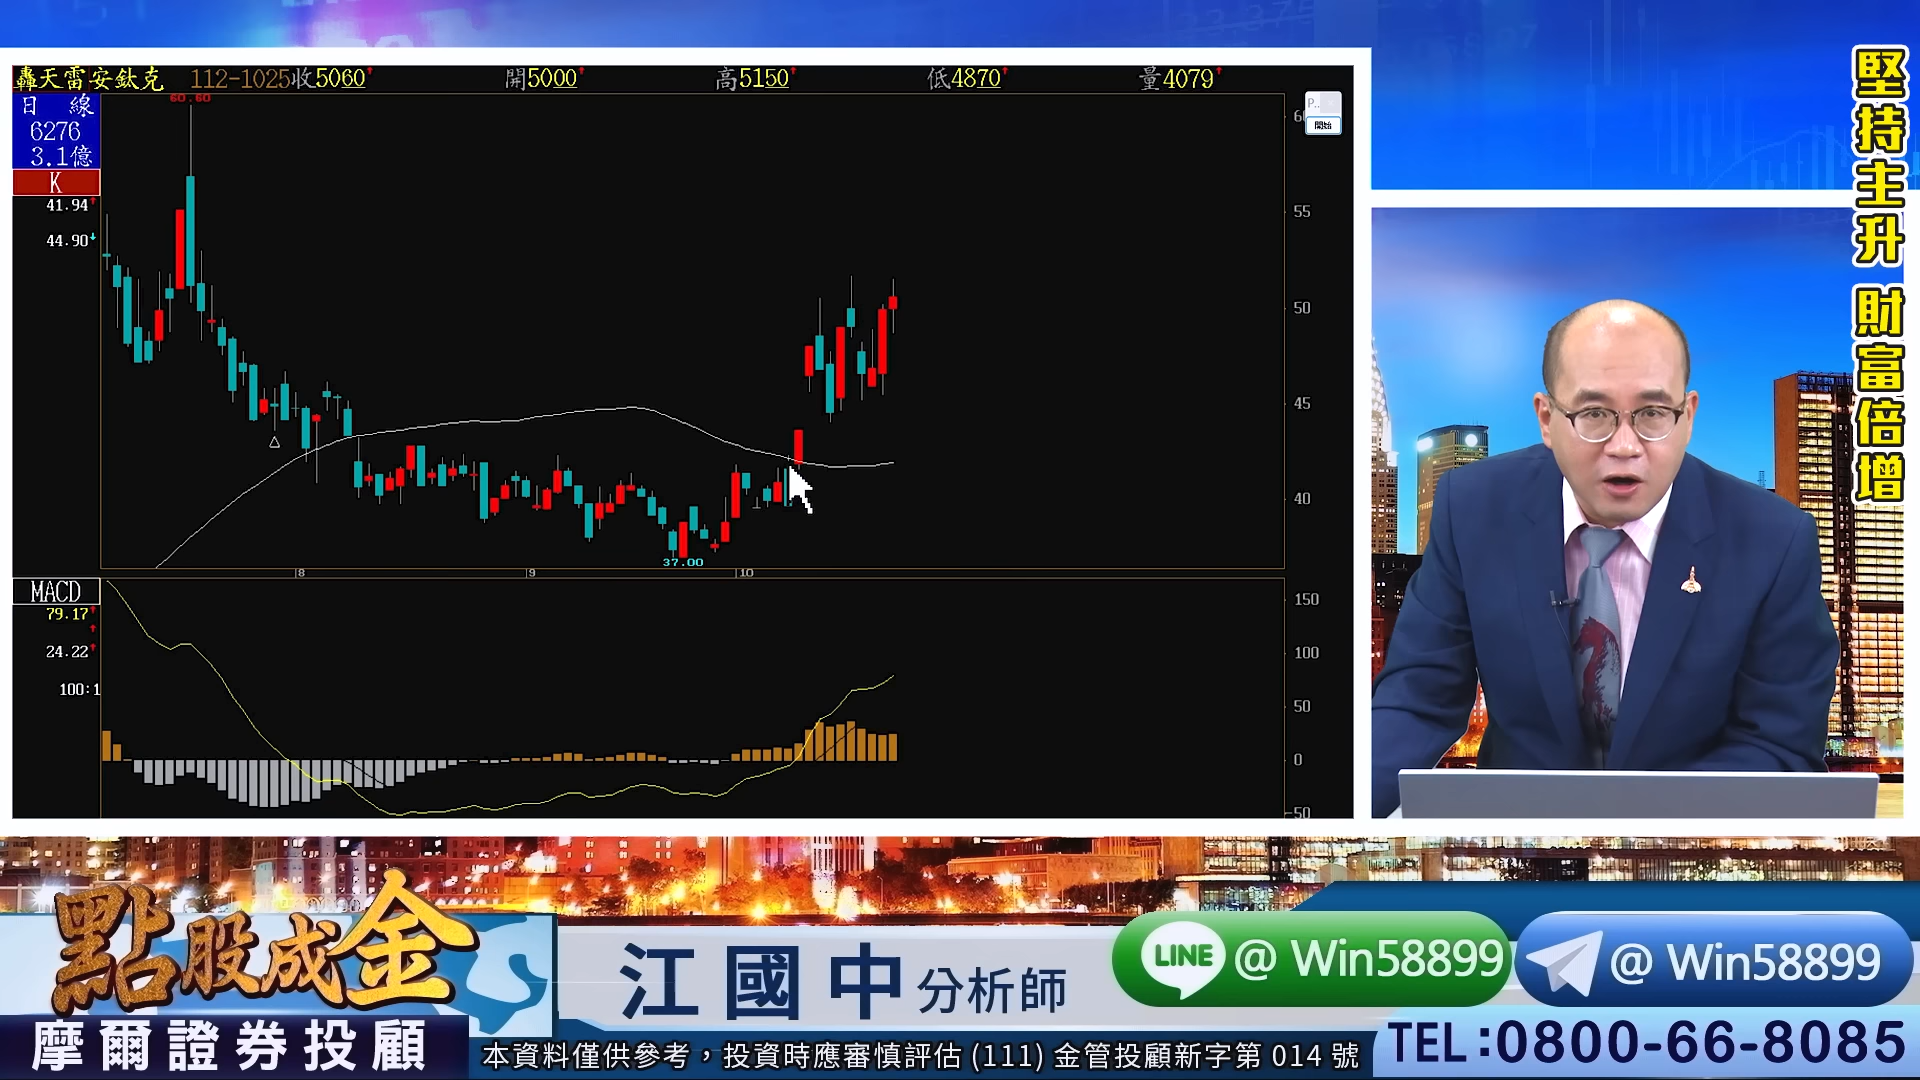 轟天雷安鈦克 112-1025收5060 開5000 高5150 低4870 量4079
日 線
6276
3.1億
K
41.94
44.90
60.60
P..
開始
55
50
45
40
37.00
8 9 10
MACD
79.17
24.22
100:1
150
100
50
0
-50
堅持主升 財富倍增
點股成金
摩爾證券投顧
江國中 分析師
LINE @ Win58899
@ Win58899
TEL:0800-66-8085
本資料僅供參考，投資時應審慎評估 (111) 金管投顧新字第 014 號